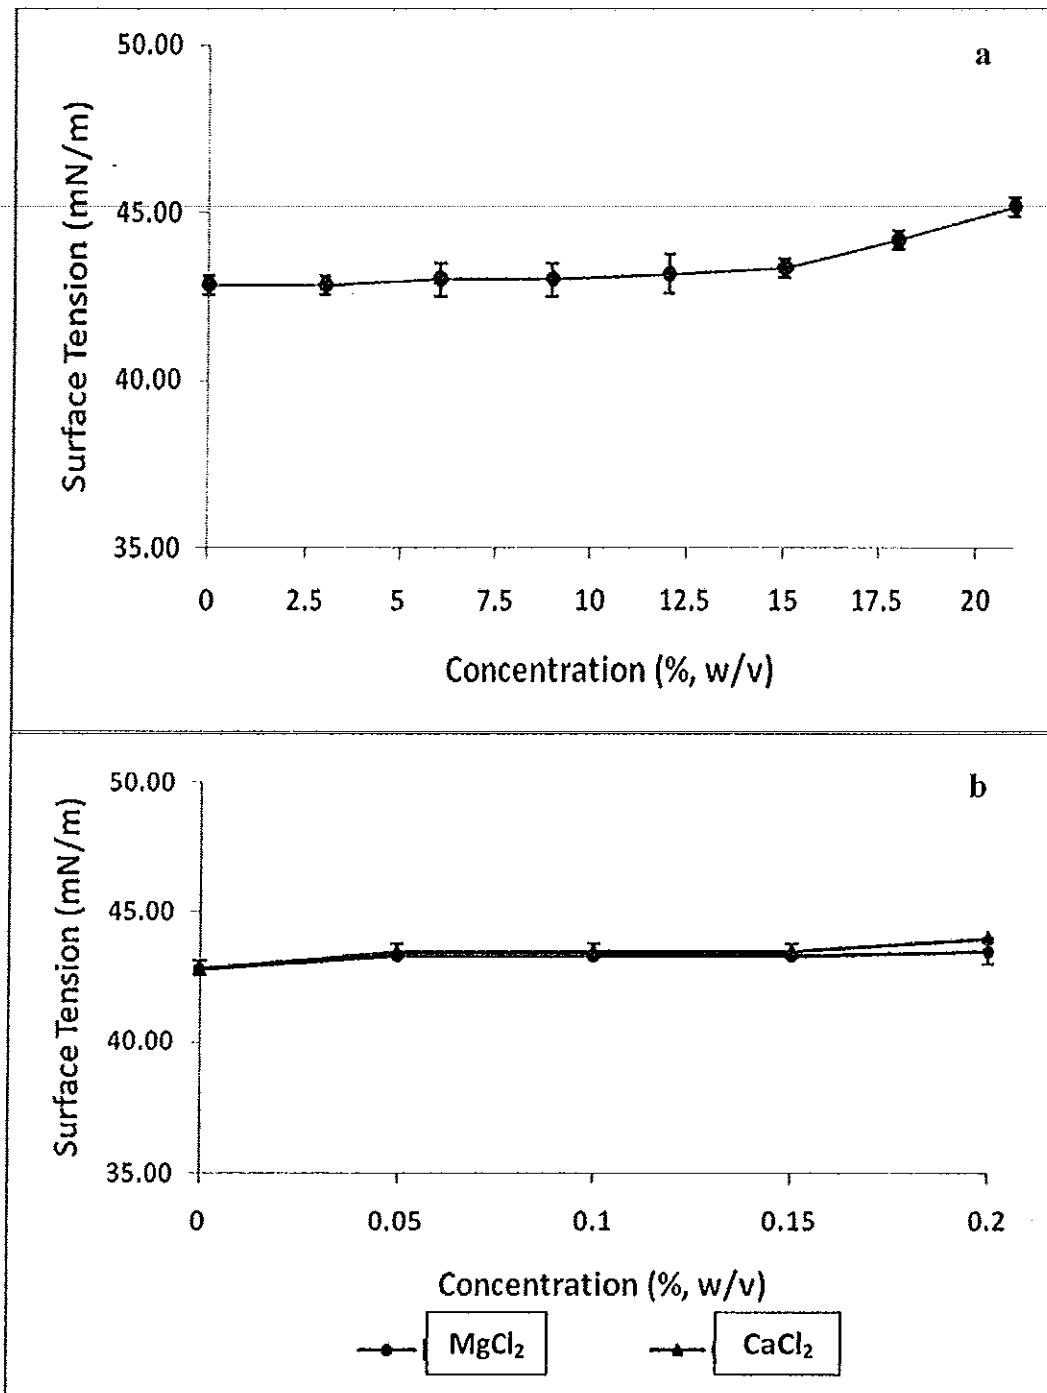 a
50.00
45.00
40.00
35.00
Surface Tension (mN/m)
0 2.5 5 7.5 10 12.5 15 17.5 20
Concentration (%, w/v)
b
50.00
45.00
40.00
35.00
Surface Tension (mN/m)
0 0.05 0.1 0.15 0.2
Concentration (%, w/v)
MgCl₂ CaCl₂